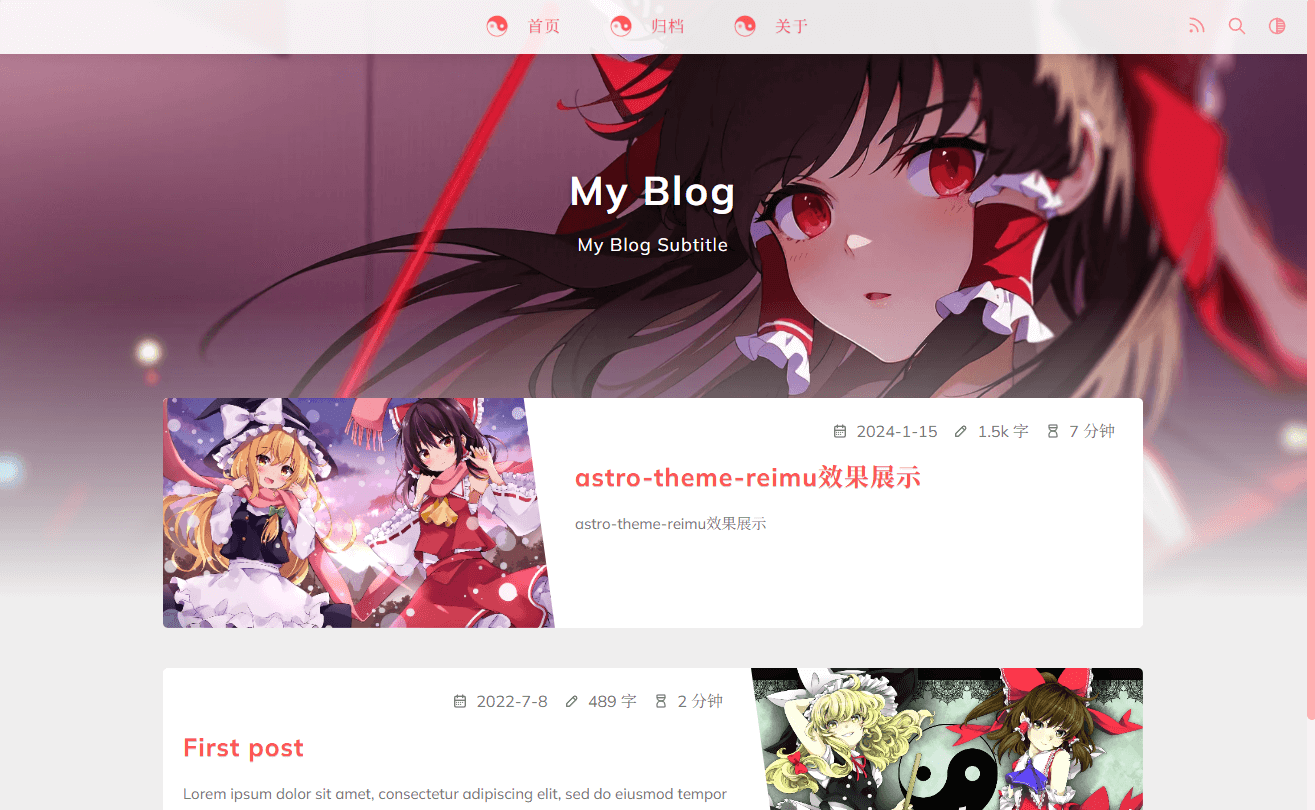 首页 归档 关于
My Blog
My Blog Subtitle
2024-1-15 1.5k 字 7 分钟
astro-theme-reimu效果展示
astro-theme-reimu效果展示
2022-7-8 489 字 2 分钟
First post
Lorem ipsum dolor sit amet, consectetur adipiscing elit, sed do eiusmod tempor